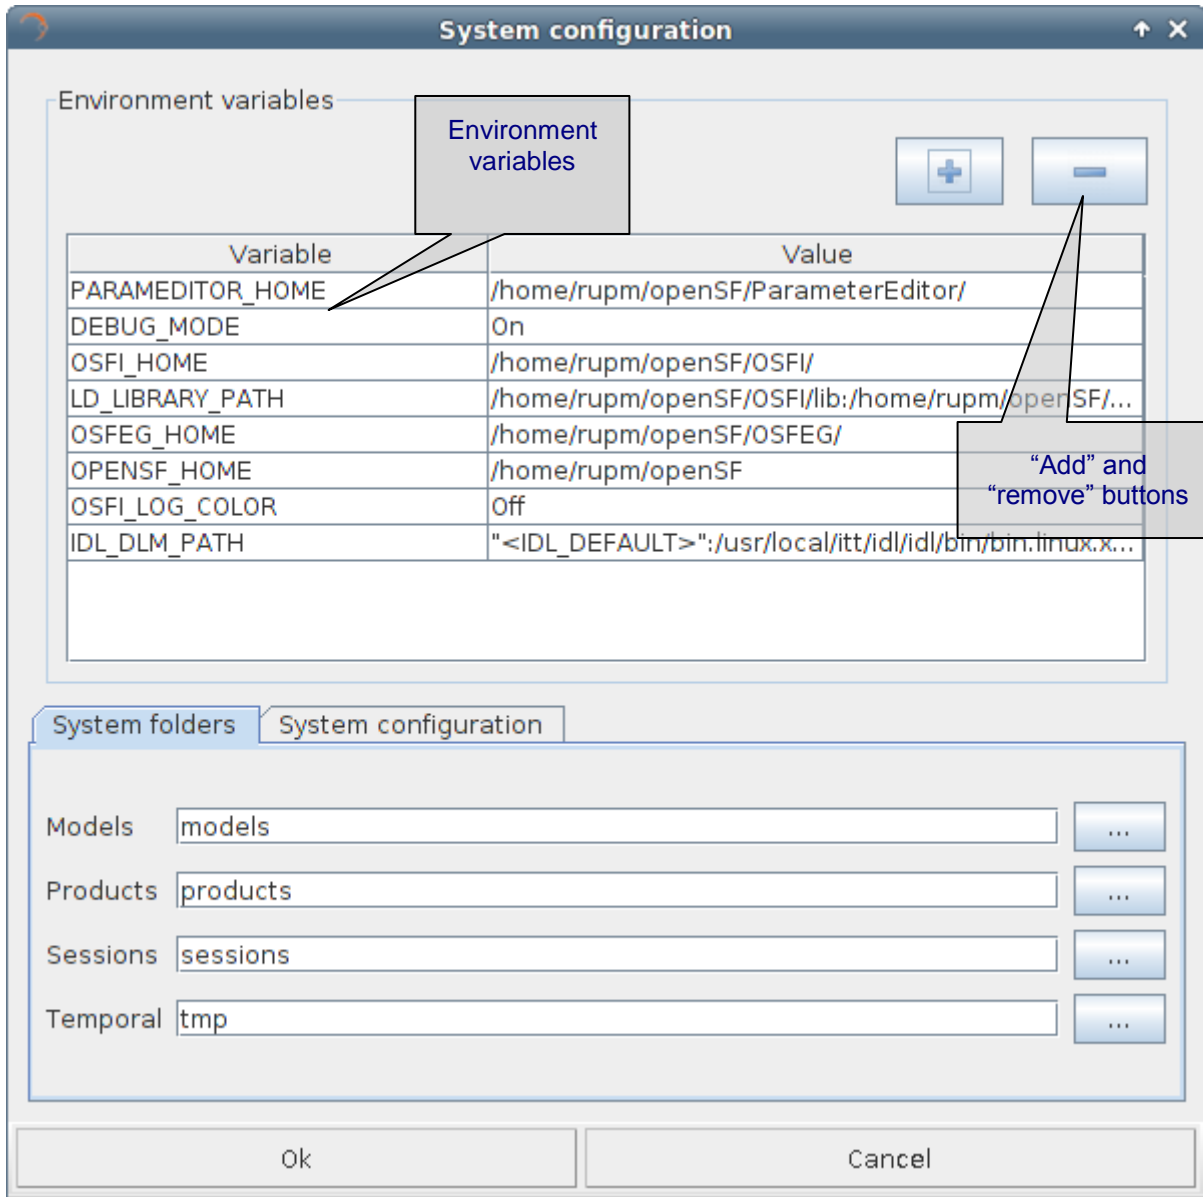 System configuration
Environment variables
Environment
variables
Variable Value
PARAMEDITOR_HOME /home/rupm/openSF/ParameterEditor/
DEBUG_MODE On
OSFI_HOME /home/rupm/openSF/OSFI/
LD_LIBRARY_PATH /home/rupm/openSF/OSFI/lib:/home/rupm/openSF/...
OSFEG_HOME /home/rupm/openSF/OSFEG/
OPENSF_HOME /home/rupm/openSF
OSFI_LOG_COLOR Off
IDL_DLM_PATH "<IDL_DEFAULT>":/usr/local/itt/idl/idl/bin/bin.linux.x...
“Add” and
“remove” buttons
System folders System configuration
Models models ...
Products products ...
Sessions sessions ...
Temporal tmp ...
Ok Cancel